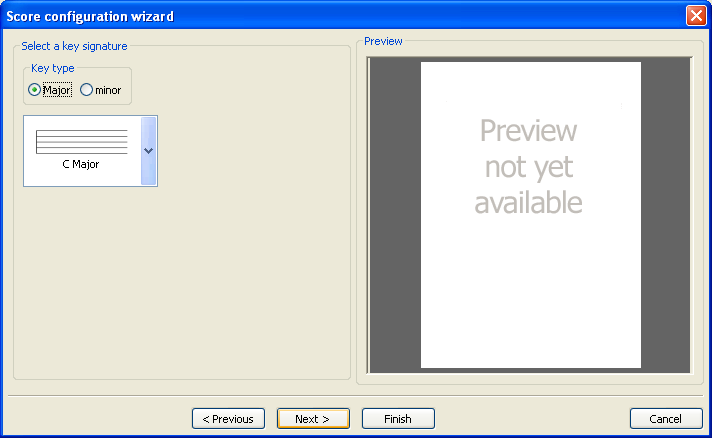 Score configuration wizard
Select a key signature
Key type
Major minor
C Major
Preview
Preview
not yet
available
< Previous Next > Finish Cancel